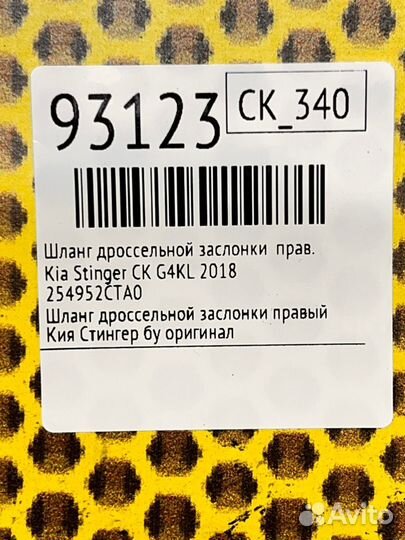 93123
CK_340
Шланг дроссельной заслонки прав.
Kia Stinger CK G4KL 2018
254952CTA0
Шланг дроссельной заслонки правый
Кия Стингер бу оригинал
Avito